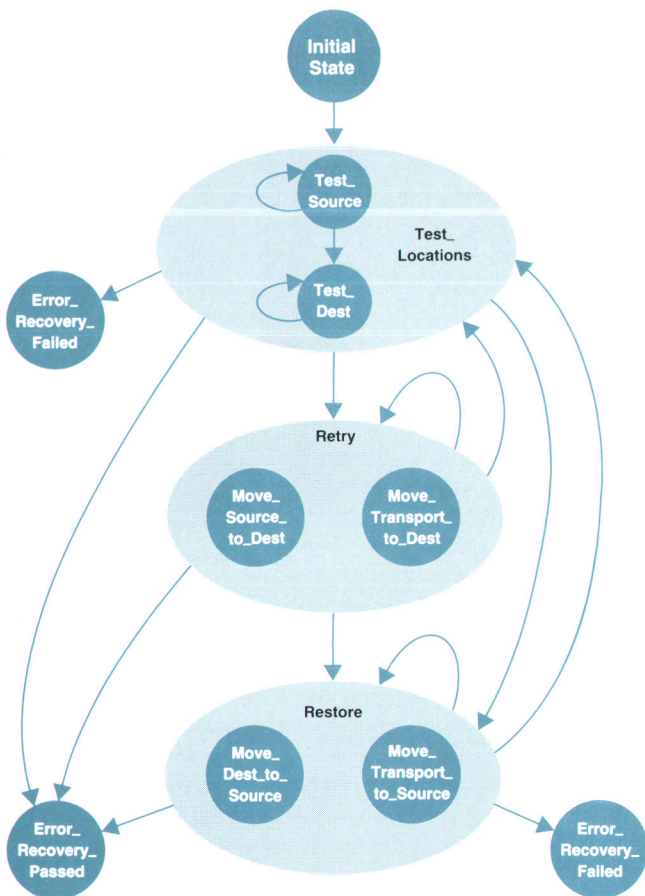 Initial
State
Test_
Source
Test_
Locations
Test_
Dest
Error_
Recovery_
Failed
Retry
Move_
Source_
to_Dest
Move_
Transport_
to_Dest
Restore
Move_
Dest_to_
Source
Move_
Transport_
to_Source
Error_
Recovery_
Passed
Error_
Recovery_
Failed